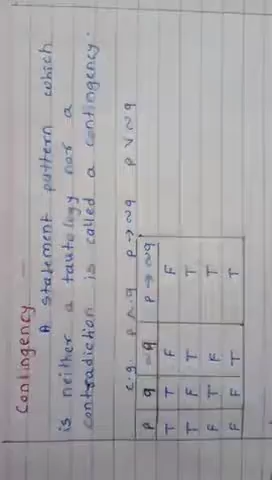 Contingency
A statement pattern which
is neither a tautology nor a
contradiction is called a contingency.
e.g. p ∧ q p → ~q p ∨ ~q
p q ~q p → ~q
T T F F
T F T T
F T F T
F F T T